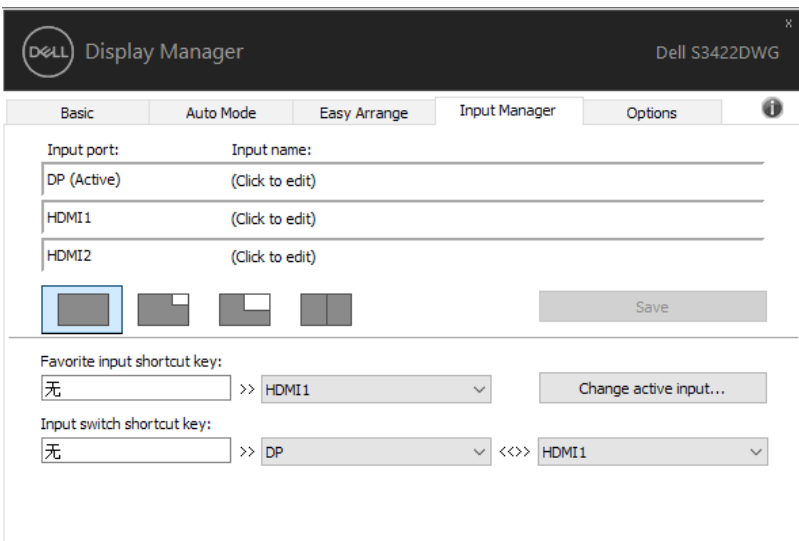 x
DELL Display Manager Dell S3422DWG
Basic Auto Mode Easy Arrange Input Manager Options i
Input port: Input name:
DP (Active) (Click to edit)
HDMI1 (Click to edit)
HDMI2 (Click to edit)
Save
Favorite input shortcut key:
无 >> HDMI1 Change active input...
Input switch shortcut key:
无 >> DP <<>> HDMI1